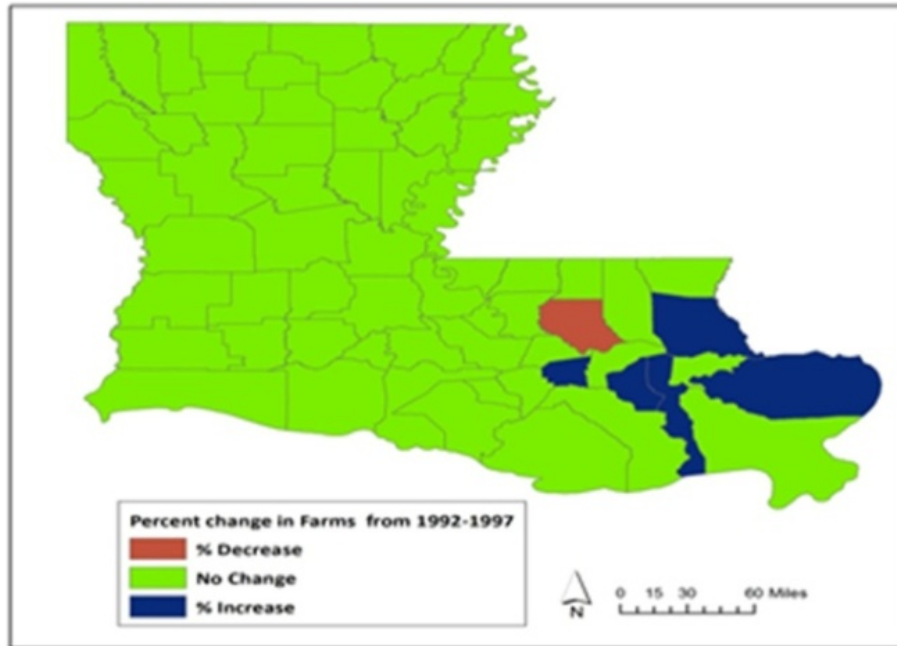 Percent change in Farms from 1992-1997
% Decrease
No Change
% Increase
N
0 15 30 60 Miles